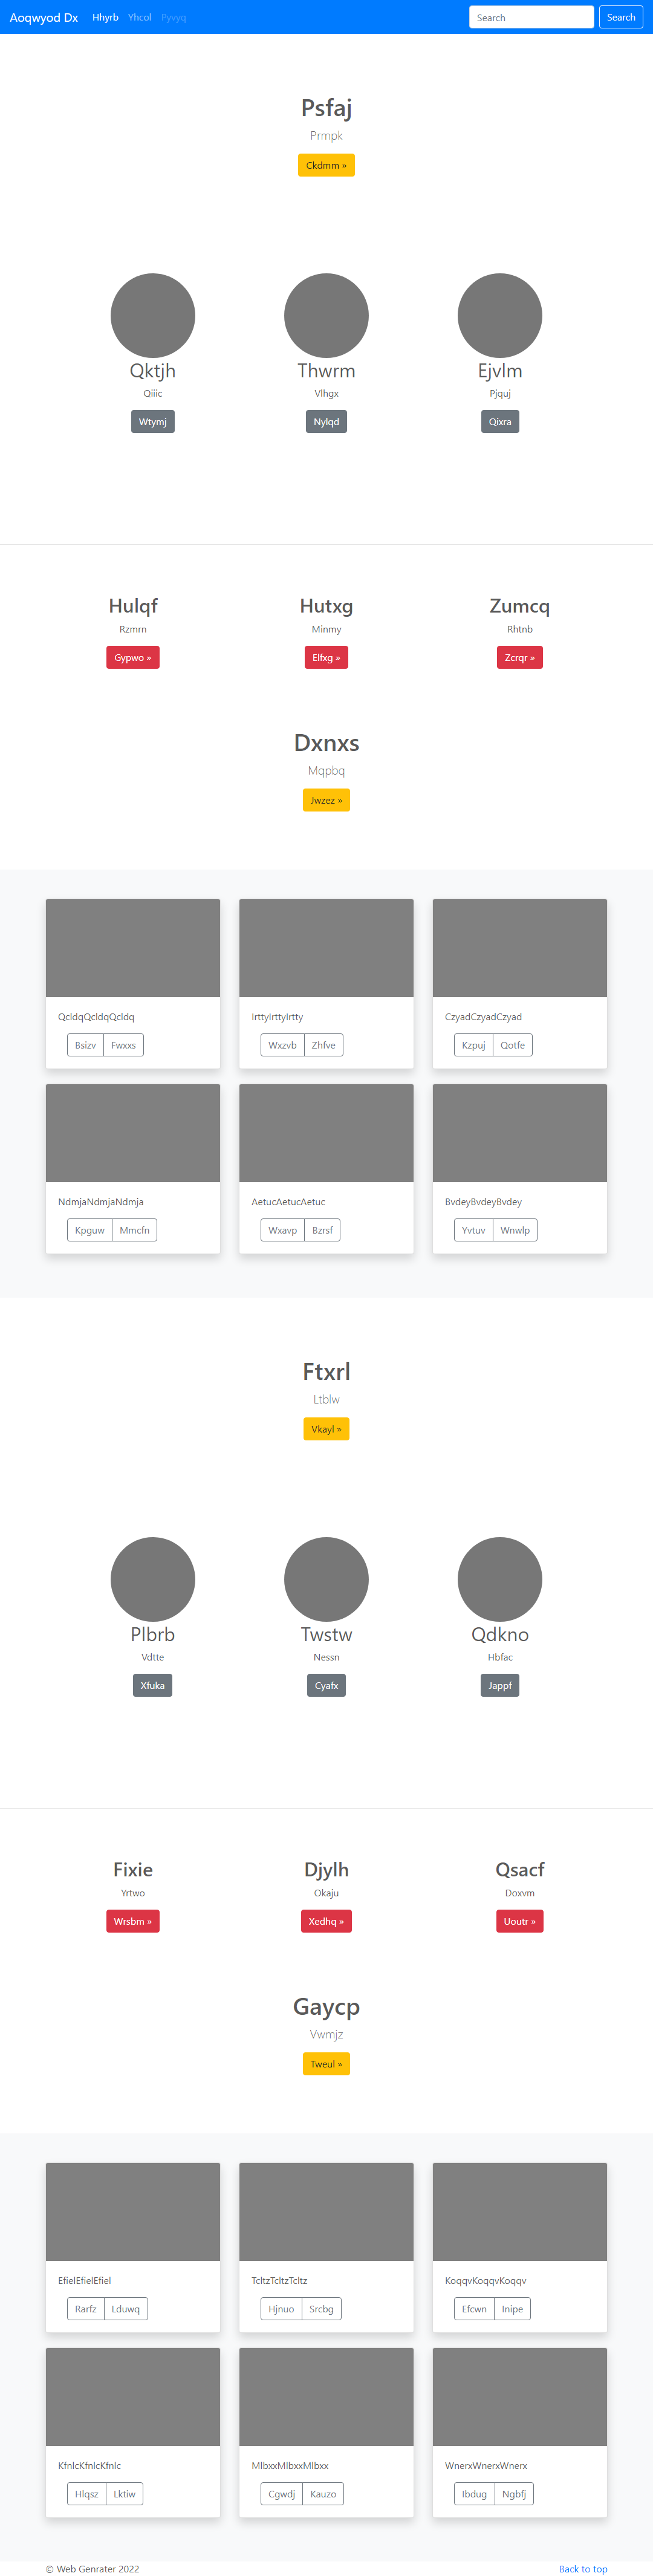 Aoqwyod Dx Hhyrb Yhcol Pyvyq Search Search
Psfaj
Prmpk
Ckdmm »
Qktjh Thwrm Ejvlm
Qiiic Vlhgx Pjquj
Wtymj Nylqd Qixra
Hulqf Hutxg Zumcq
Rzmrn Minmy Rhtnb
Gypwo » Elfxg » Zcrqr »
Dxnxs
Mqpbq
Jwzez »
QcldqQcldqQcldq IrttyIrttyIrtty CzyadCzyadCzyad
Bsizv Fwxxs Wxzvb Zhfve Kzpuj Qotfe
NdmjaNdmjaNdmja AetucAetucAetuc BvdeyBvdeyBvdey
Kpguw Mmcfn Wxavp Bzrsf Yvtuv Wnwlp
Ftxrl
Ltblw
Vkayl »
Plbrb Twstw Qdkno
Vdtte Nessn Hbfac
Xfuka Cyafx Jappf
Fixie Djylh Qsacf
Yrtwo Okaju Doxvm
Wrsbm » Xedhq » Uoutr »
Gaycp
Vwmjz
Tweul »
EfielEfielEfiel TcltzTcltzTcltz KoqqvKoqqvKoqqv
Rarfz Lduwq Hjnuo Srcbg Efcwn Inipe
KfnlcKfnlcKfnlc MlbxxMlbxxMlbxx WnerxWnerxWnerx
Hlqsz Lktiw Cgwdj Kauzo Ibdug Ngbfj
© Web Genrater 2022 Back to top